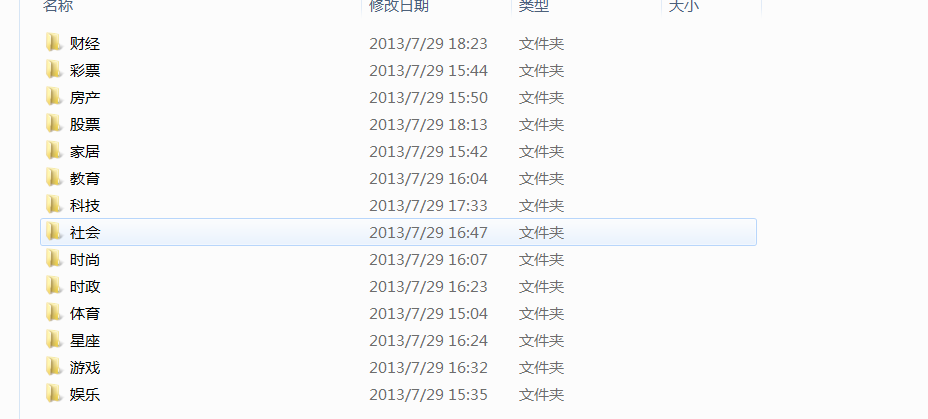 名称 修改日期 类型 大小
财经 2013/7/29 18:23 文件夹
彩票 2013/7/29 15:44 文件夹
房产 2013/7/29 15:50 文件夹
股票 2013/7/29 18:13 文件夹
家居 2013/7/29 15:42 文件夹
教育 2013/7/29 16:04 文件夹
科技 2013/7/29 17:33 文件夹
社会 2013/7/29 16:47 文件夹
时尚 2013/7/29 16:07 文件夹
时政 2013/7/29 16:23 文件夹
体育 2013/7/29 15:04 文件夹
星座 2013/7/29 16:24 文件夹
游戏 2013/7/29 16:32 文件夹
娱乐 2013/7/29 15:35 文件夹